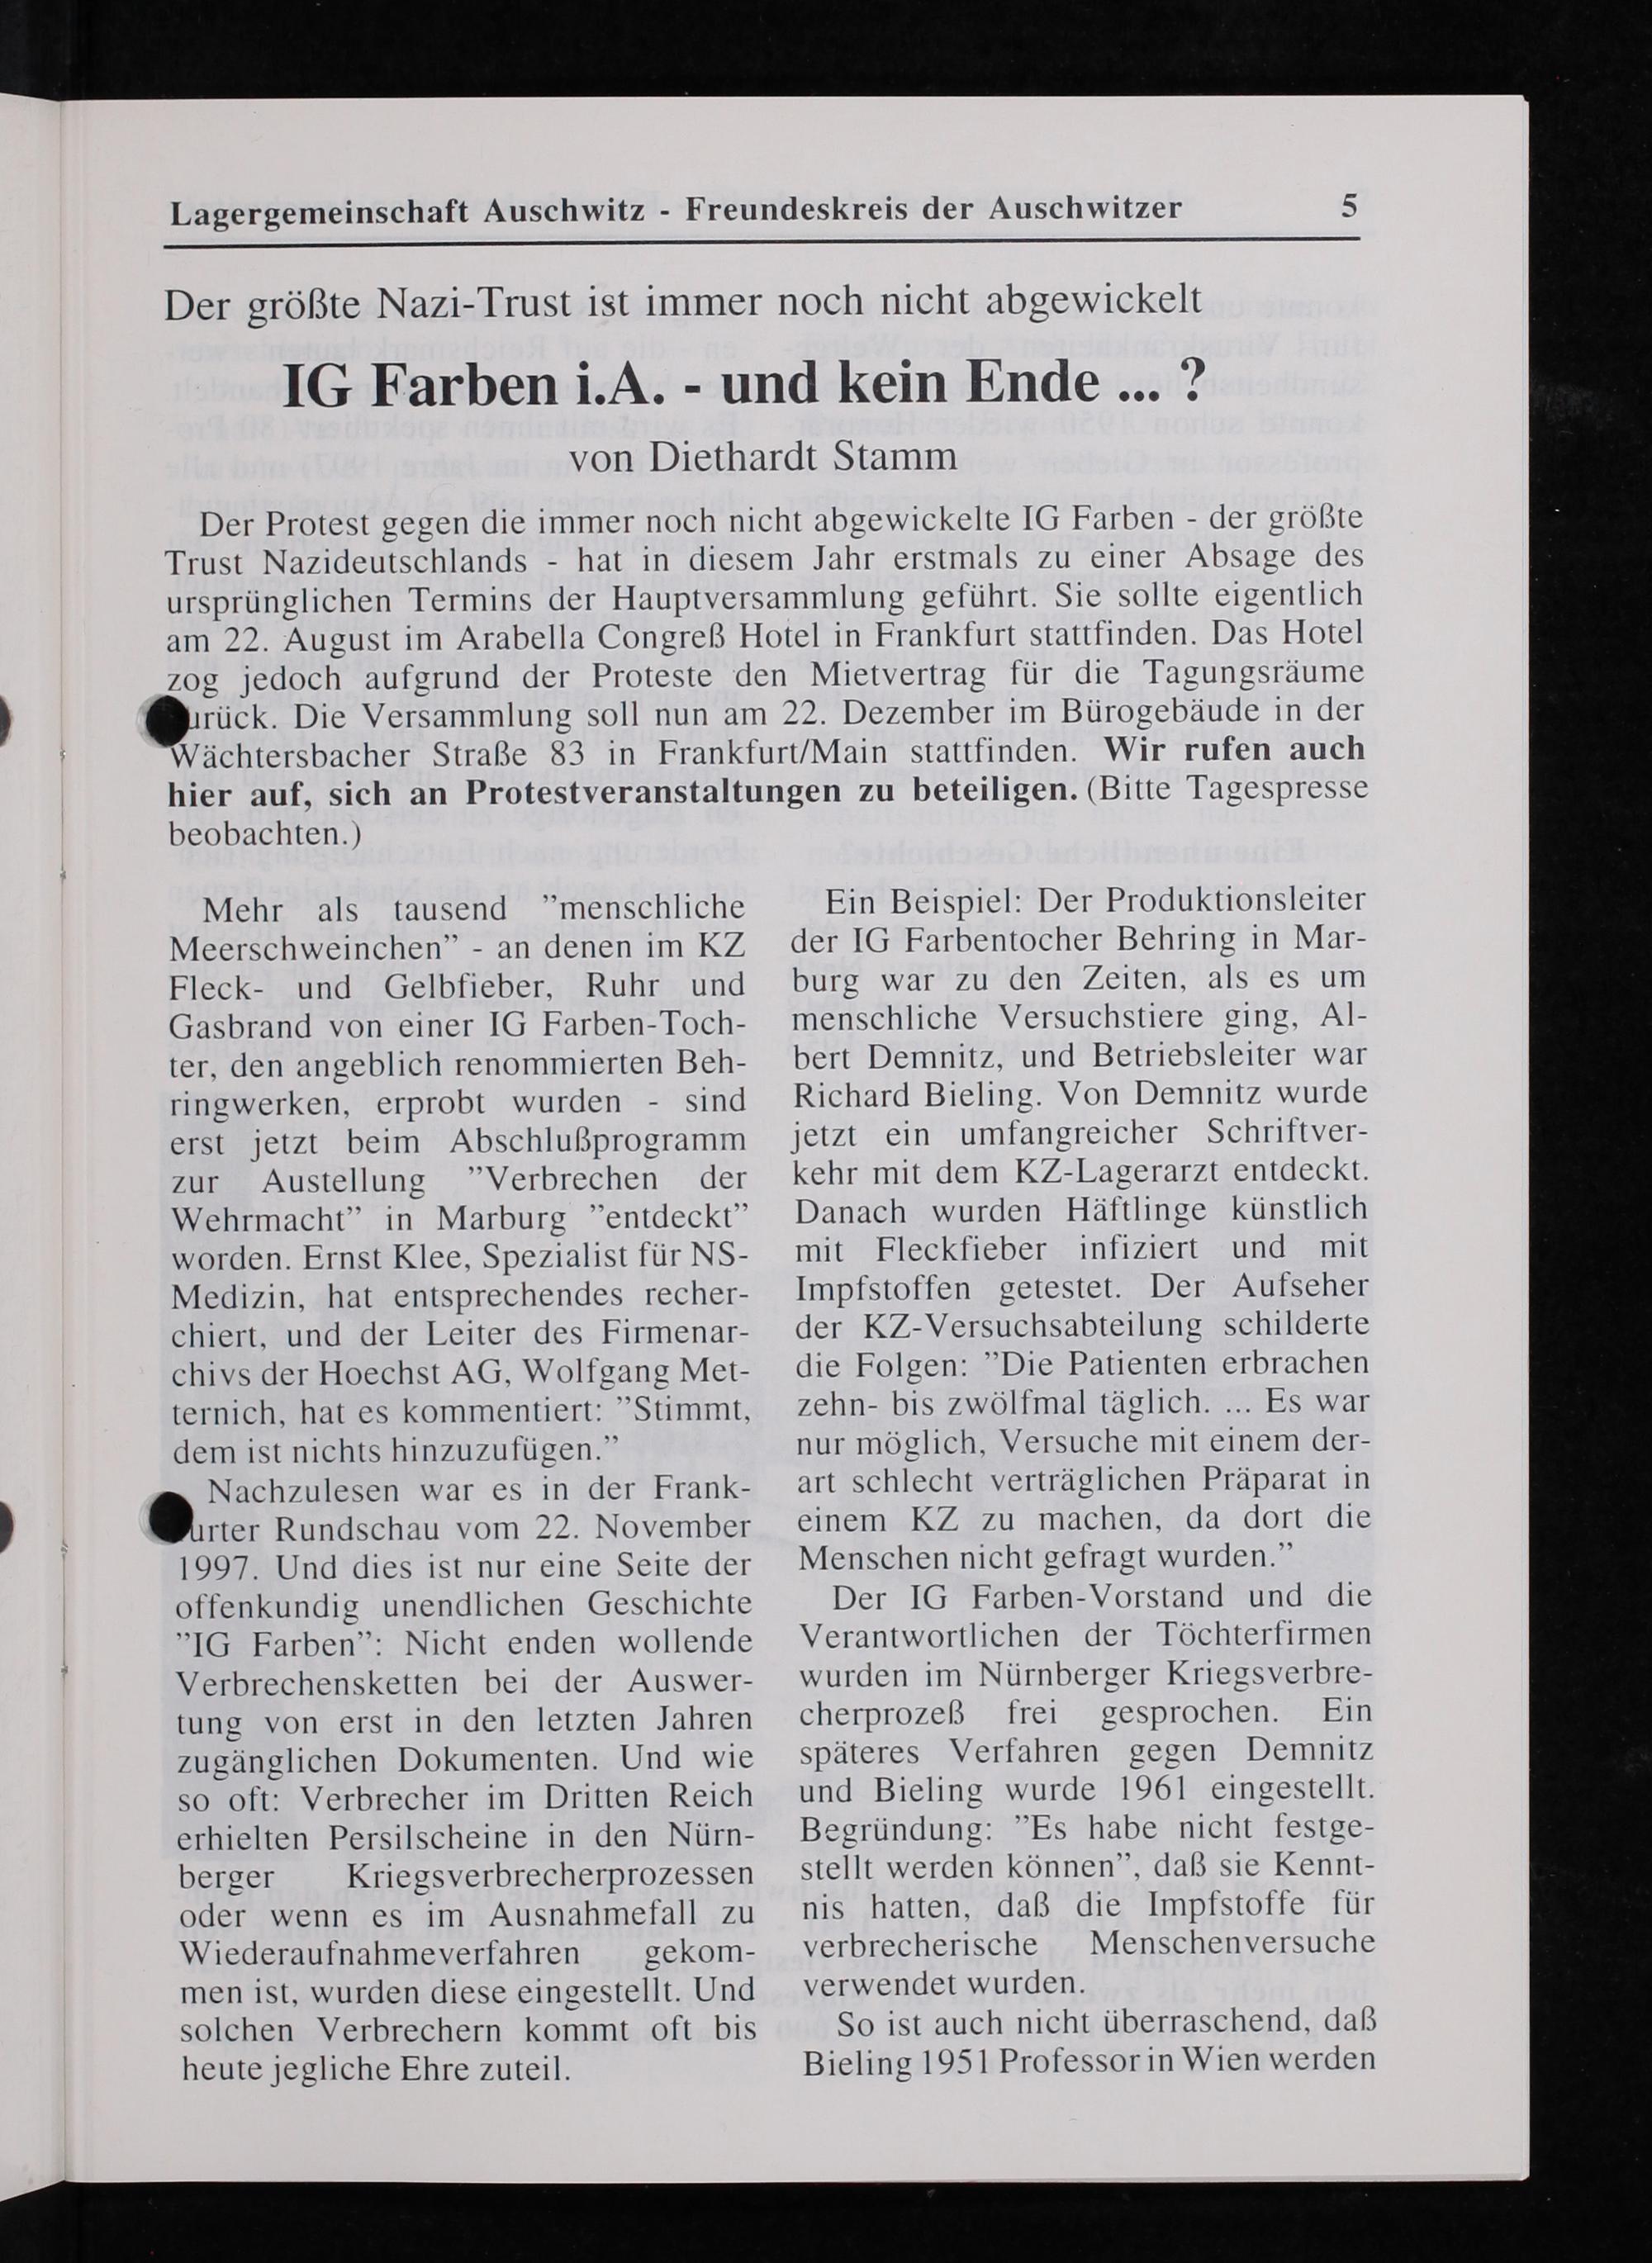 Lagergemeinschaft Auschwitz - Freundeskreis der Auschwitzer 5
Der größte Nazi-Trust ist immer noch nicht abgewickelt
IG Farben i.A. - und kein Ende ... ?
von Diethardt Stamm
Der Protest gegen die immer noch nicht abgewickelte IG Farben - der größte
Trust Nazideutschlands - hat in diesem Jahr erstmals zu einer Absage des
ursprünglichen Termins der Hauptversammlung geführt. Sie sollte eigentlich
am 22. August im Arabella Congreß Hotel in Frankfurt stattfinden. Das Hotel
zog jedoch aufgrund der Proteste den Mietvertrag für die Tagungsräume
urück. Die Versammlung soll nun am 22. Dezember im Bürogebäude in der
Wächtersbacher Straße 83 in Frankfurt/Main stattfinden. Wir rufen auch
hier auf, sich an Protestveranstaltungen zu beteiligen. (Bitte Tagespresse
beobachten.)
Mehr als tausend ”menschliche
Meerschweinchen” - an denen im KZ
Fleck- und Gelbfieber, Ruhr und
Gasbrand von einer IG Farben-Toch-
ter, den angeblich renommierten Beh-
ringwerken, erprobt wurden - sind
erst jetzt beim Abschlußprogramm
zur Austellung ”Verbrechen der
Wehrmacht” in Marburg ”entdeckt”
worden. Ernst Klee, Spezialist für NS-
Medizin, hat entsprechendes recher-
chiert, und der Leiter des Firmenar-
chivs der Hoechst AG, Wolfgang Met-
ternich, hat es kommentiert: ”Stimmt,
dem ist nichts hinzuzufügen.”
Nachzulesen war es in der Frank-
urter Rundschau vom 22. November
1997. Und dies ist nur eine Seite der
offenkundig unendlichen Geschichte
”IG Farben”: Nicht enden wollende
Verbrechensketten bei der Auswer-
tung von erst in den letzten Jahren
zugänglichen Dokumenten. Und wie
so oft: Verbrecher im Dritten Reich
erhielten Persilscheine in den Nürn-
berger Kriegsverbrecherprozessen
oder wenn es im Ausnahmefall zu
Wiederaufnahmeverfahren gekom-
men ist, wurden diese eingestellt. Und
solchen Verbrechern kommt oft bis
heute jegliche Ehre zuteil.
Ein Beispiel: Der Produktionsleiter
der IG Farbentocher Behring in Mar-
burg war zu den Zeiten, als es um
menschliche Versuchstiere ging, Al-
bert Demnitz, und Betriebsleiter war
Richard Bieling. Von Demnitz wurde
jetzt ein umfangreicher Schriftver-
kehr mit dem KZ-Lagerarzt entdeckt.
Danach wurden Häftlinge künstlich
mit Fleckfieber infiziert und mit
Impfstoffen getestet. Der Aufseher
der KZ-Versuchsabteilung schilderte
die Folgen: ”Die Patienten erbrachen
zehn- bis zwölfmal täglich. ... Es war
nur möglich, Versuche mit einem der-
art schlecht verträglichen Präparat in
einem KZ zu machen, da dort die
Menschen nicht gefragt wurden.”
Der IG Farben-Vorstand und die
Verantwortlichen der Töchterfirmen
wurden im Nürnberger Kriegsverbre-
cherprozeß frei gesprochen. Ein
späteres Verfahren gegen Demnitz
und Bieling wurde 1961 eingestellt.
Begründung: ”Es habe nicht festge-
stellt werden können”, daß sie Kennt-
nis hatten, daß die Impfstoffe für
verbrecherische Menschenversuche
verwendet wurden.
So ist auch nicht überraschend, daß
Bieling 1951 Professor in Wien werden